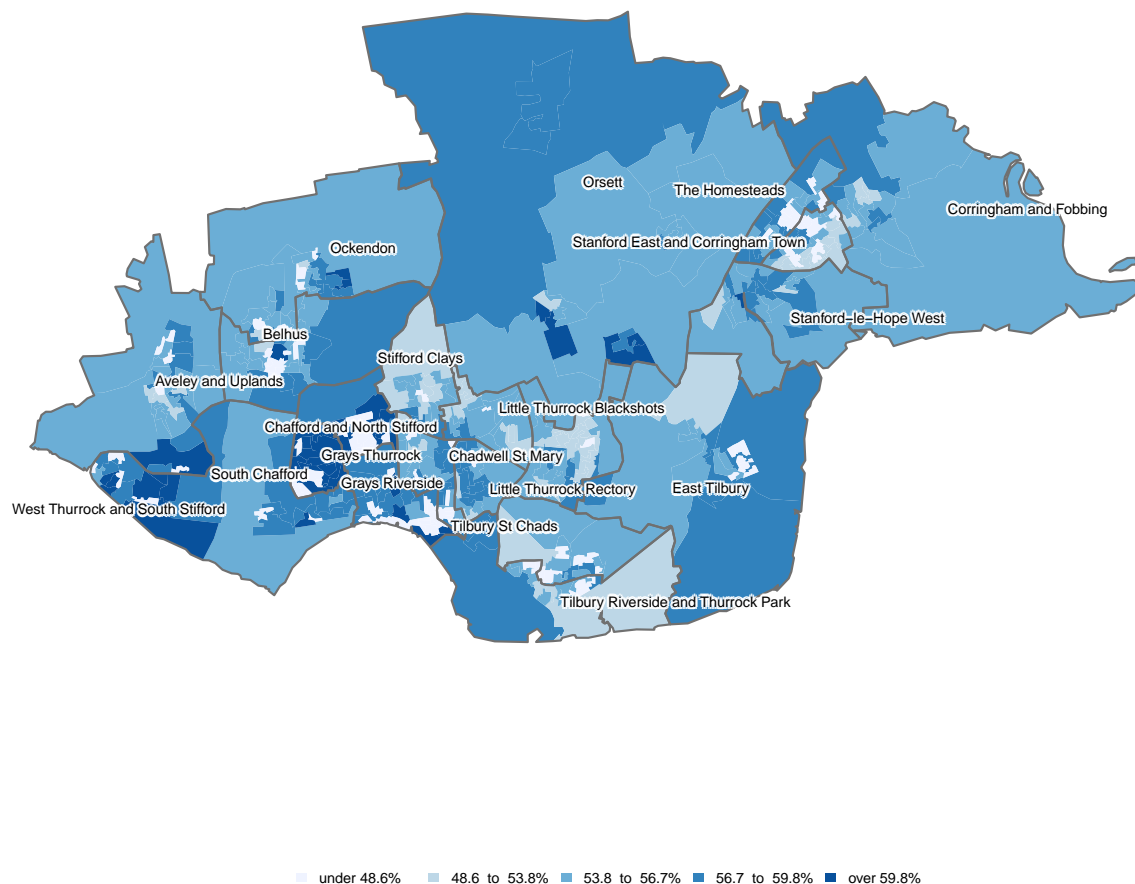 Orsett
The Homesteads
Corringham and Fobbing
Stanford East and Corringham Town
Ockendon
Stanford−le−Hope West
Belhus
Stifford Clays
Aveley and Uplands
Little Thurrock Blackshots
Chafford and North Stifford
Grays Thurrock
Chadwell St Mary
South Chafford
Grays Riverside
Little Thurrock Rectory
East Tilbury
West Thurrock and South Stifford
Tilbury St Chads
Tilbury Riverside and Thurrock Park
under 48.6% 48.6 to 53.8% 53.8 to 56.7% 56.7 to 59.8% over 59.8%